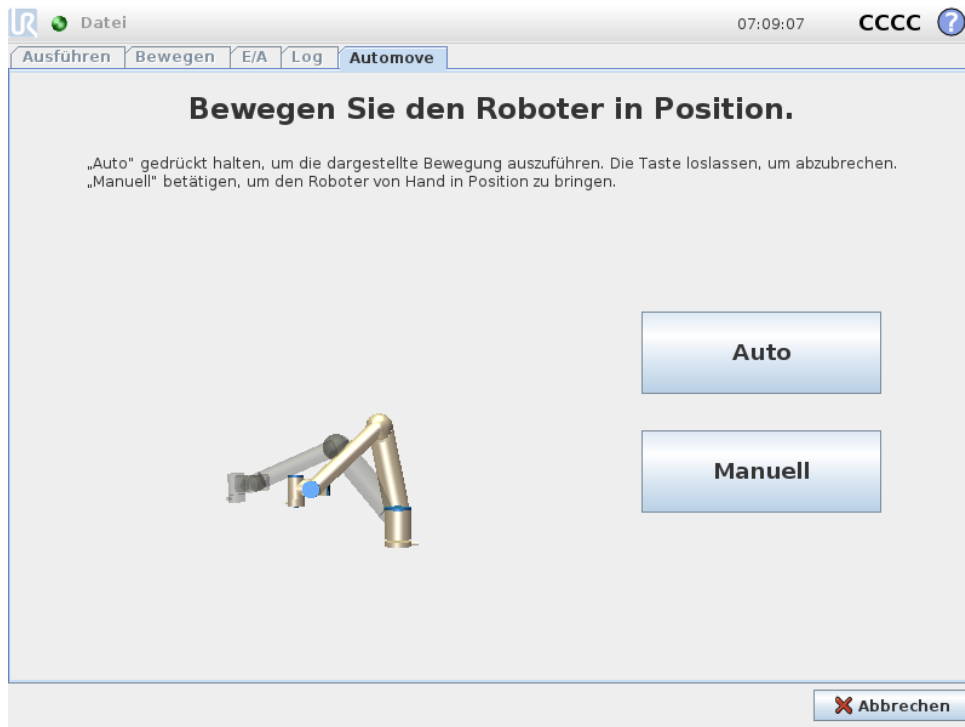 UR Datei 07:09:07 CCCC ?
Ausführen Bewegen E/A Log Automove
Bewegen Sie den Roboter in Position.
„Auto" gedrückt halten, um die dargestellte Bewegung auszuführen. Die Taste loslassen, um abzubrechen.
„Manuell" betätigen, um den Roboter von Hand in Position zu bringen.
Auto
Manuell
Abbrechen